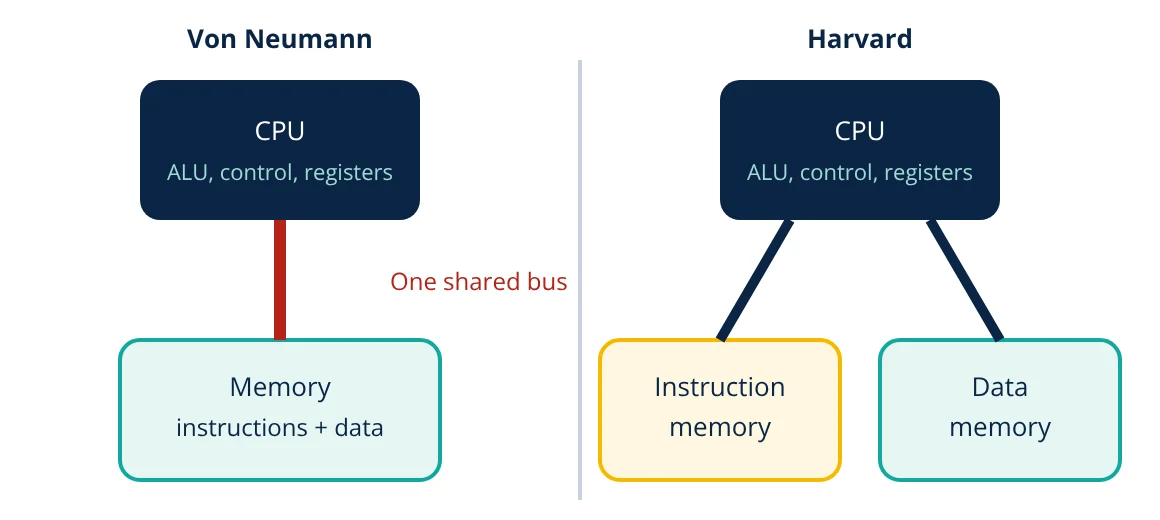 Von Neumann
CPU
ALU, control, registers
One shared bus
Memory
instructions + data
Harvard
CPU
ALU, control, registers
Instruction
memory
Data
memory